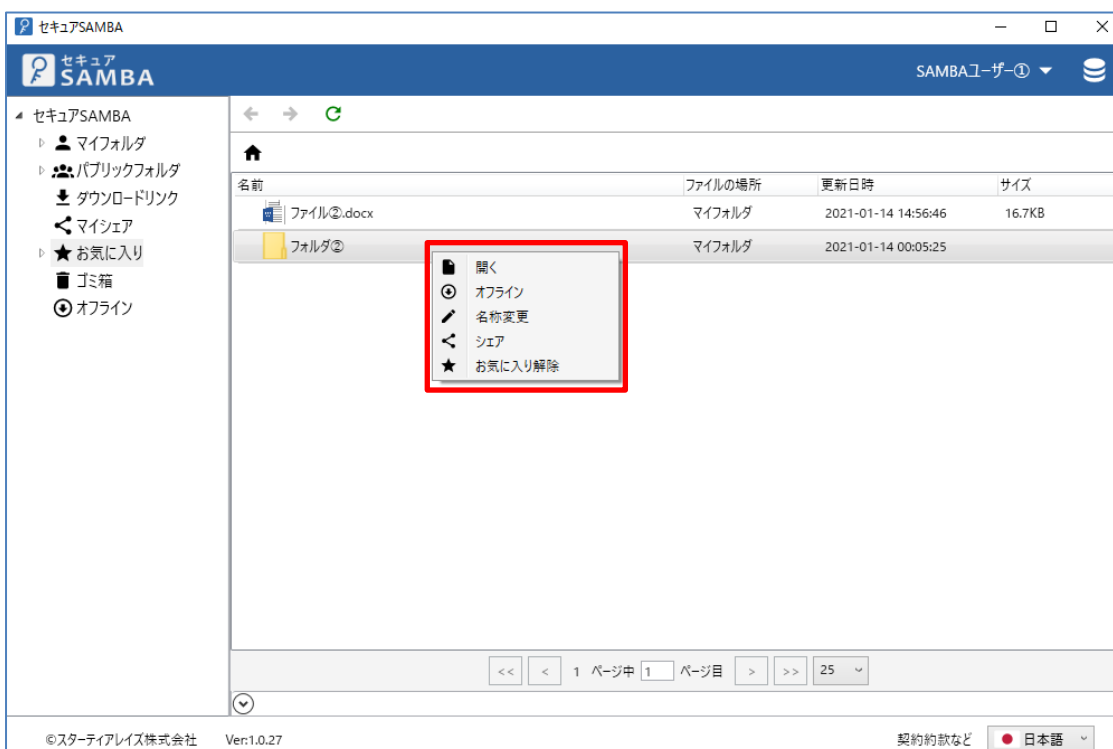 セキュアSAMBA
セキュア
SAMBA
SAMBAユーザー①
セキュアSAMBA
マイフォルダ
パブリックフォルダ
ダウンロードリンク
マイシェア
お気に入り
ゴミ箱
オフライン
名前 ファイルの場所 更新日時 サイズ
ファイル②.docx マイフォルダ 2021-01-14 14:56:46 16.7KB
フォルダ② マイフォルダ 2021-01-14 00:05:25
開く
オフライン
名称変更
シェア
お気に入り解除
<< < 1 ページ中 1 ページ目 > >> 25
©スターティアレイズ株式会社 Ver:1.0.27 契約約款など 日本語